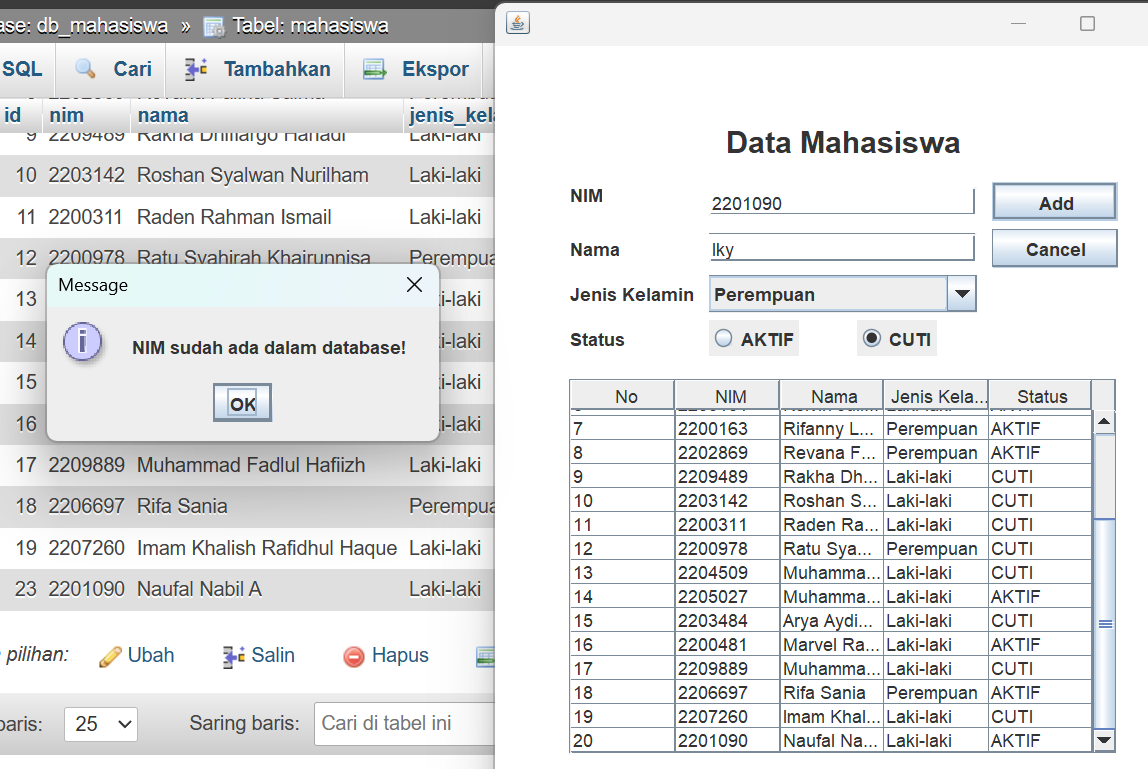 ase: db_mahasiswa » Tabel: mahasiswa
SQL Cari Tambahkan Ekspor
id nim nama jenis_kela
9 2209489 Rakha Dhiflargo Hariadi Laki-laki
10 2203142 Roshan Syalwan Nurilham Laki-laki
11 2200311 Raden Rahman Ismail Laki-laki
12 2200978 Ratu Syahirah Khairunnisa Perempua
13 i-laki
14 i-laki
15 i-laki
16 i-laki
17 2209889 Muhammad Fadlul Hafiizh Laki-laki
18 2206697 Rifa Sania Perempua
19 2207260 Imam Khalish Rafidhul Haque Laki-laki
23 2201090 Naufal Nabil A Laki-laki
pilihan: Ubah Salin Hapus
baris: 25 Saring baris: Cari di tabel ini
Message
NIM sudah ada dalam database!
OK
Data Mahasiswa
NIM 2201090 Add
Nama Iky Cancel
Jenis Kelamin Perempuan
Status AKTIF CUTI
No NIM Nama Jenis Kela... Status
7 2200163 Rifanny L... Perempuan AKTIF
8 2202869 Revana F... Perempuan AKTIF
9 2209489 Rakha Dh... Laki-laki CUTI
10 2203142 Roshan S... Laki-laki CUTI
11 2200311 Raden Ra... Laki-laki CUTI
12 2200978 Ratu Sya... Perempuan CUTI
13 2204509 Muhamma... Laki-laki CUTI
14 2205027 Muhamma... Laki-laki AKTIF
15 2203484 Arya Aydi... Laki-laki CUTI
16 2200481 Marvel Ra... Laki-laki AKTIF
17 2209889 Muhamma... Laki-laki CUTI
18 2206697 Rifa Sania Perempuan AKTIF
19 2207260 Imam Khal... Laki-laki CUTI
20 2201090 Naufal Na... Laki-laki AKTIF